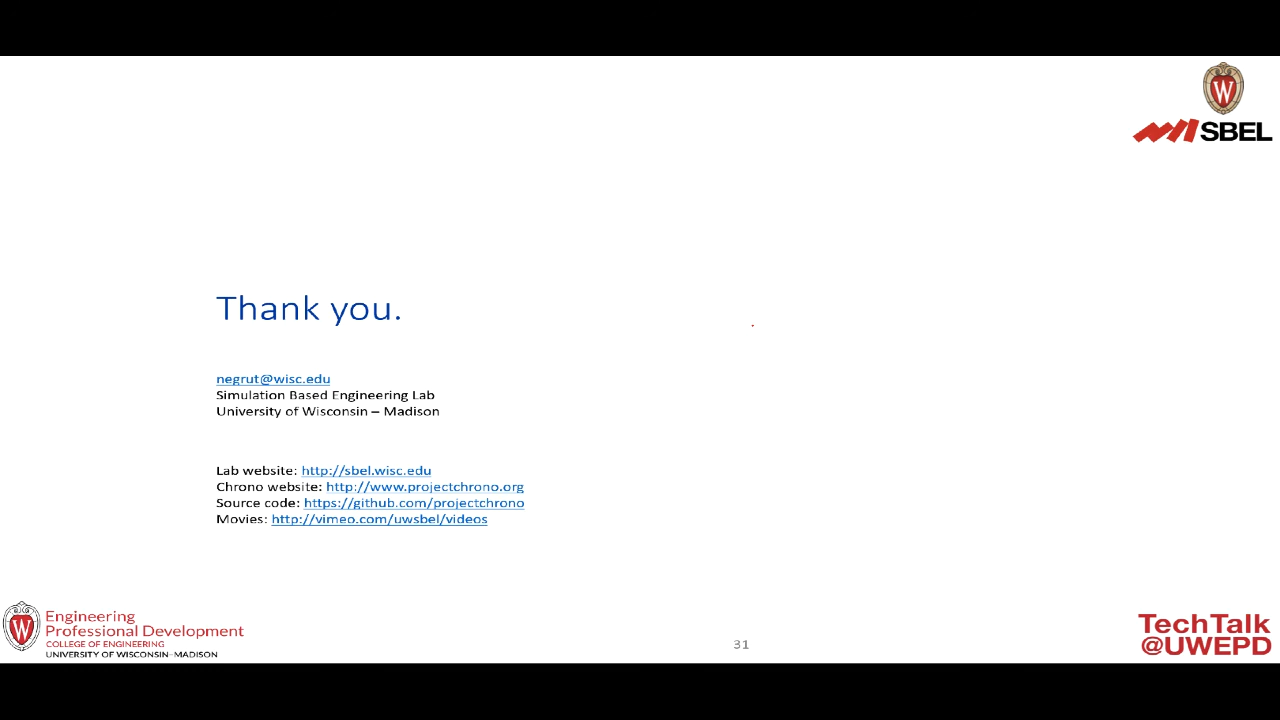 W
SBEL
Thank you.
negrut@wisc.edu
Simulation Based Engineering Lab
University of Wisconsin – Madison
Lab website: http://sbel.wisc.edu
Chrono website: http://www.projectchrono.org
Source code: https://github.com/projectchrono
Movies: http://vimeo.com/uwsbel/videos
W
Engineering
Professional Development
COLLEGE OF ENGINEERING
UNIVERSITY OF WISCONSIN–MADISON
31
TechTalk
@UWEPD